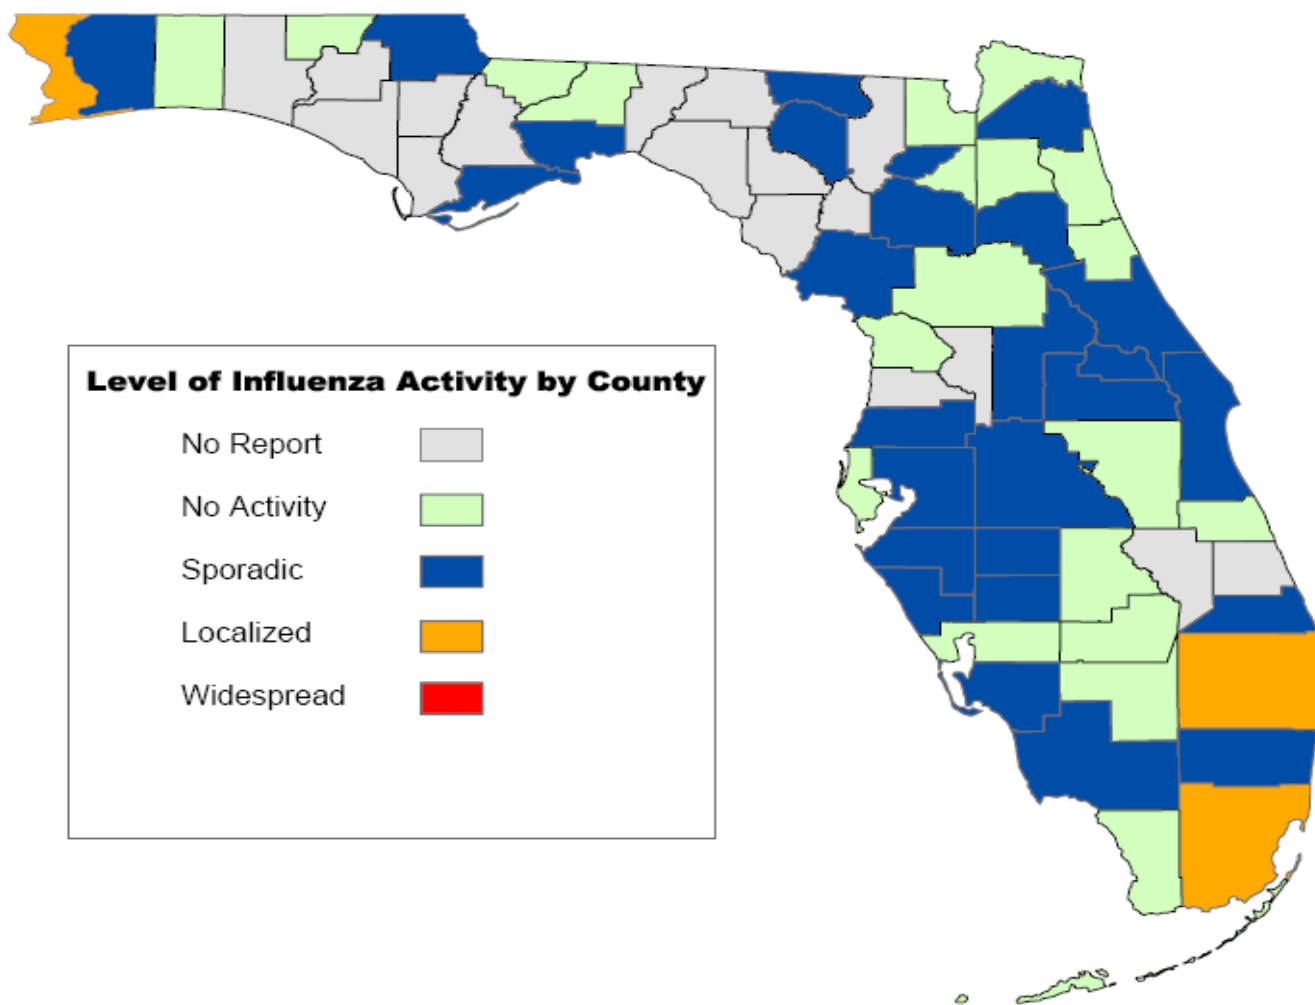 Level of Influenza Activity by County
No Report
No Activity
Sporadic
Localized
Widespread